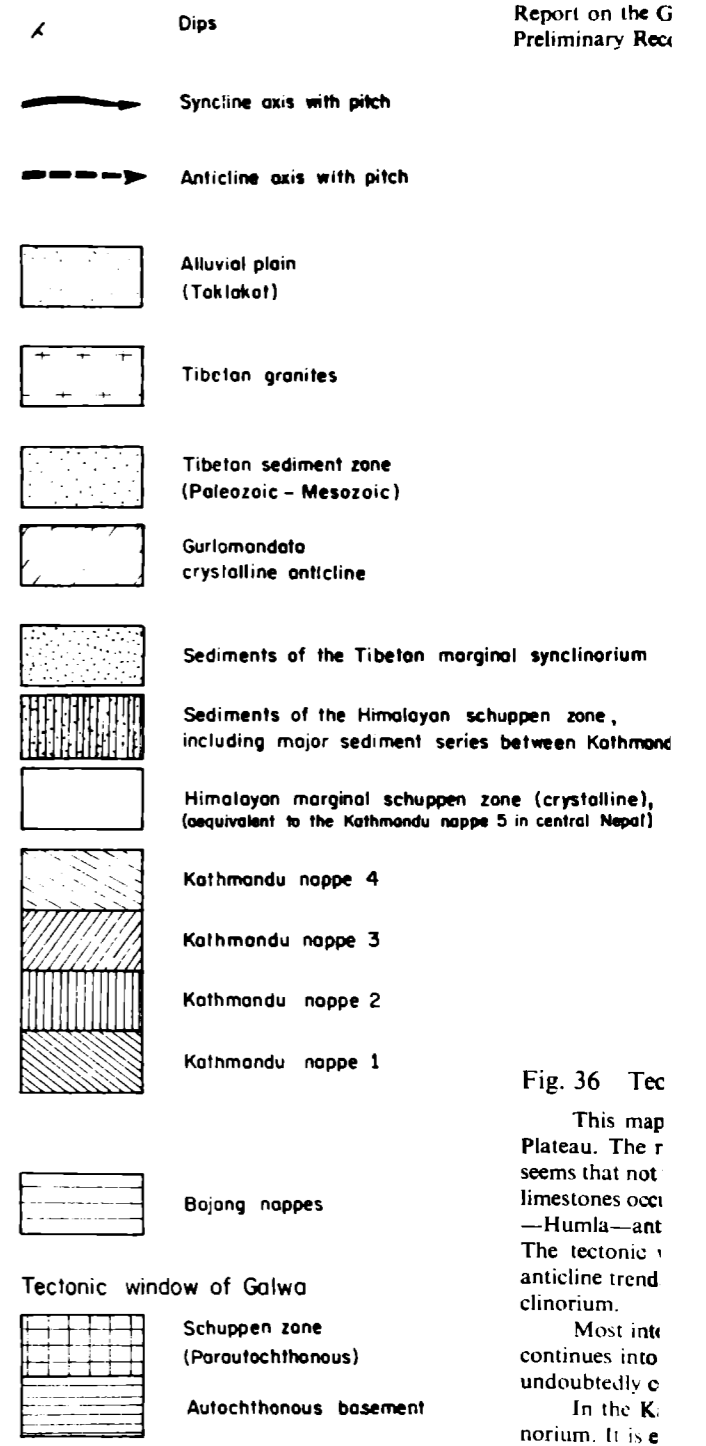 Dips
Syncline axis with pitch
Anticline axis with pitch
Alluvial plain
(Taklakot)
Tibetan granites
Tibetan sediment zone
(Paleozoic – Mesozoic)
Gurlamandata
crystalline anticline
Sediments of the Tibetan marginal synclinorium
Sediments of the Himalayan schuppen zone,
including major sediment series between Kathmand
Himalayan marginal schuppen zone (crystalline),
(aequivalent to the Kathmandu nappe 5 in central Nepal)
Kathmandu nappe 4
Kathmandu nappe 3
Kathmandu nappe 2
Kathmandu nappe 1
Bajang nappes
Tectonic window of Galwa
Schuppen zone
(Parautochthonous)
Autochthonous basement
Report on the G
Preliminary Reco
Fig. 36 Tec
This map
Plateau. The r
seems that not
limestones occu
—Humla—ant
The tectonic
anticline trend
clinorium.
Most inte
continues into
undoubtedly c
In the Ka
norium. It is e